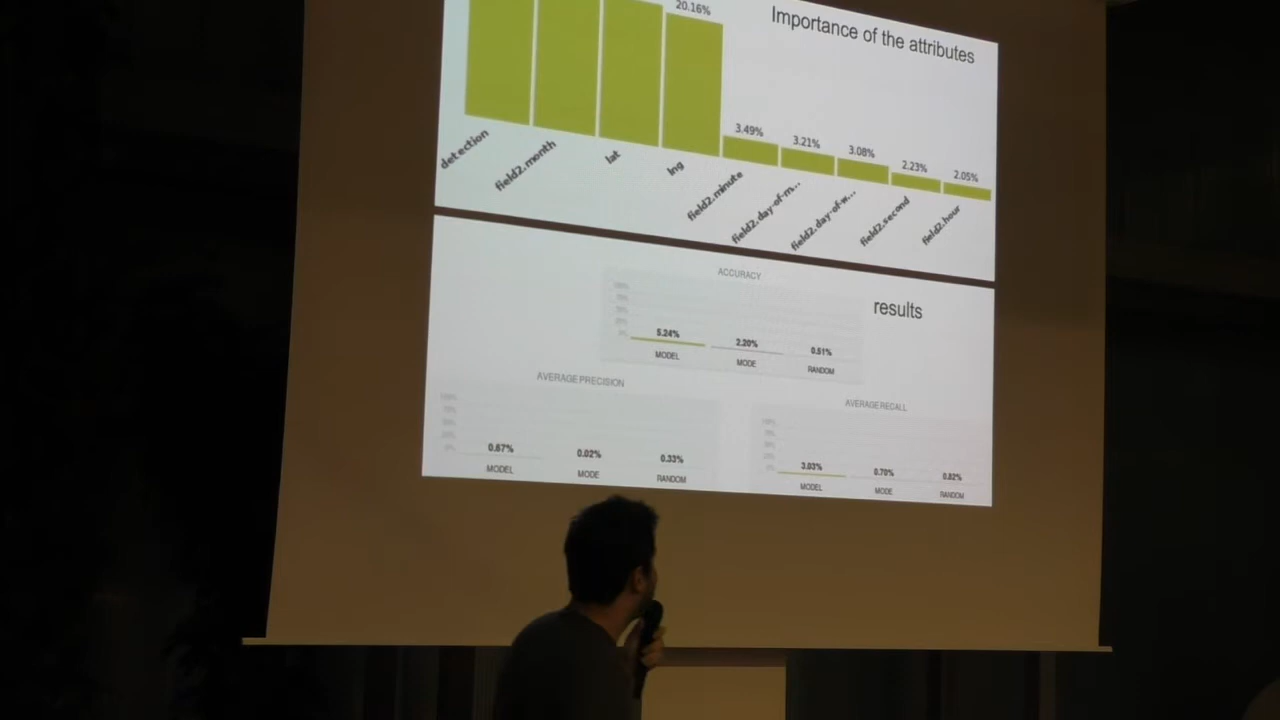 20.16%
Importance of the attributes
3.49%
3.21%
3.08%
2.23%
2.05%
detection
field2.month
lat
lng
field2.minute
field2.day-of-m...
field2.day-of-w...
field2.second
field2.hour
ACCURACY
results
5.24%
2.20%
0.51%
MODEL
MODE
RANDOM
AVERAGE PRECISION
AVERAGE RECALL
0.67%
0.02%
0.33%
MODEL
MODE
RANDOM
3.03%
0.70%
0.82%
MODEL
MODE
RANDOM